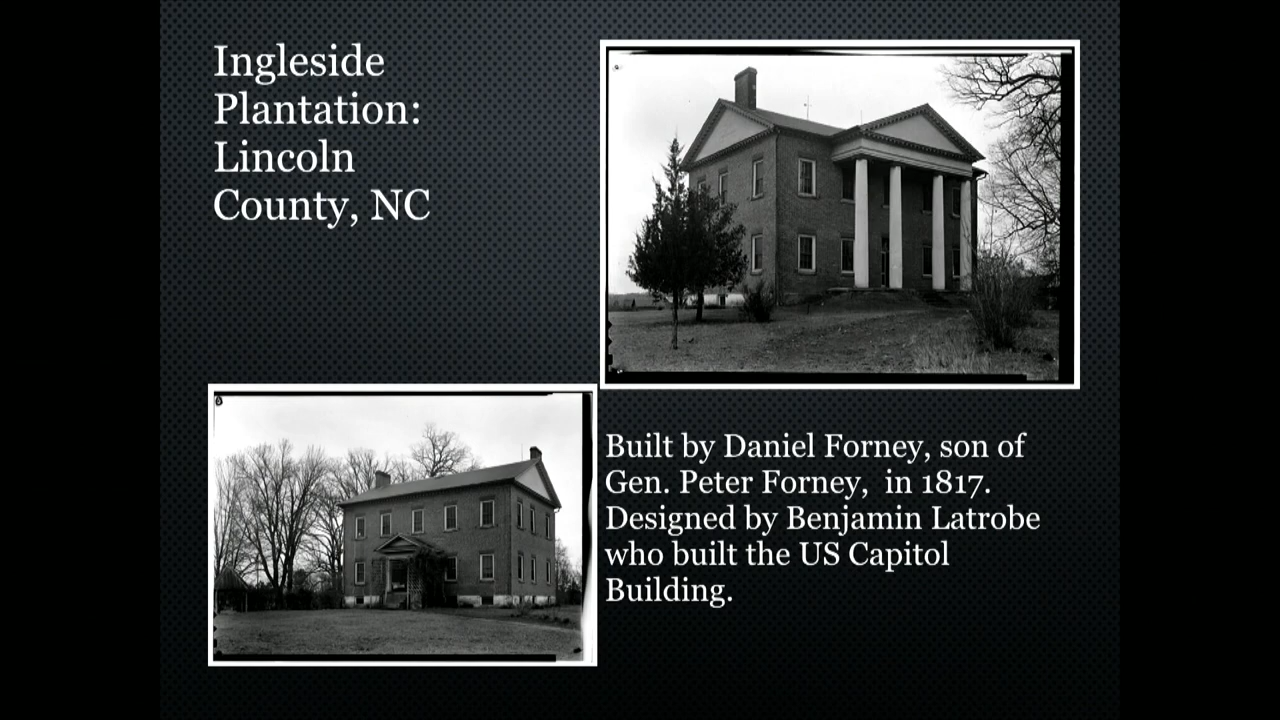 Ingleside
Plantation:
Lincoln
County, NC
Built by Daniel Forney, son of
Gen. Peter Forney,  in 1817.
Designed by Benjamin Latrobe
who built the US Capitol
Building.